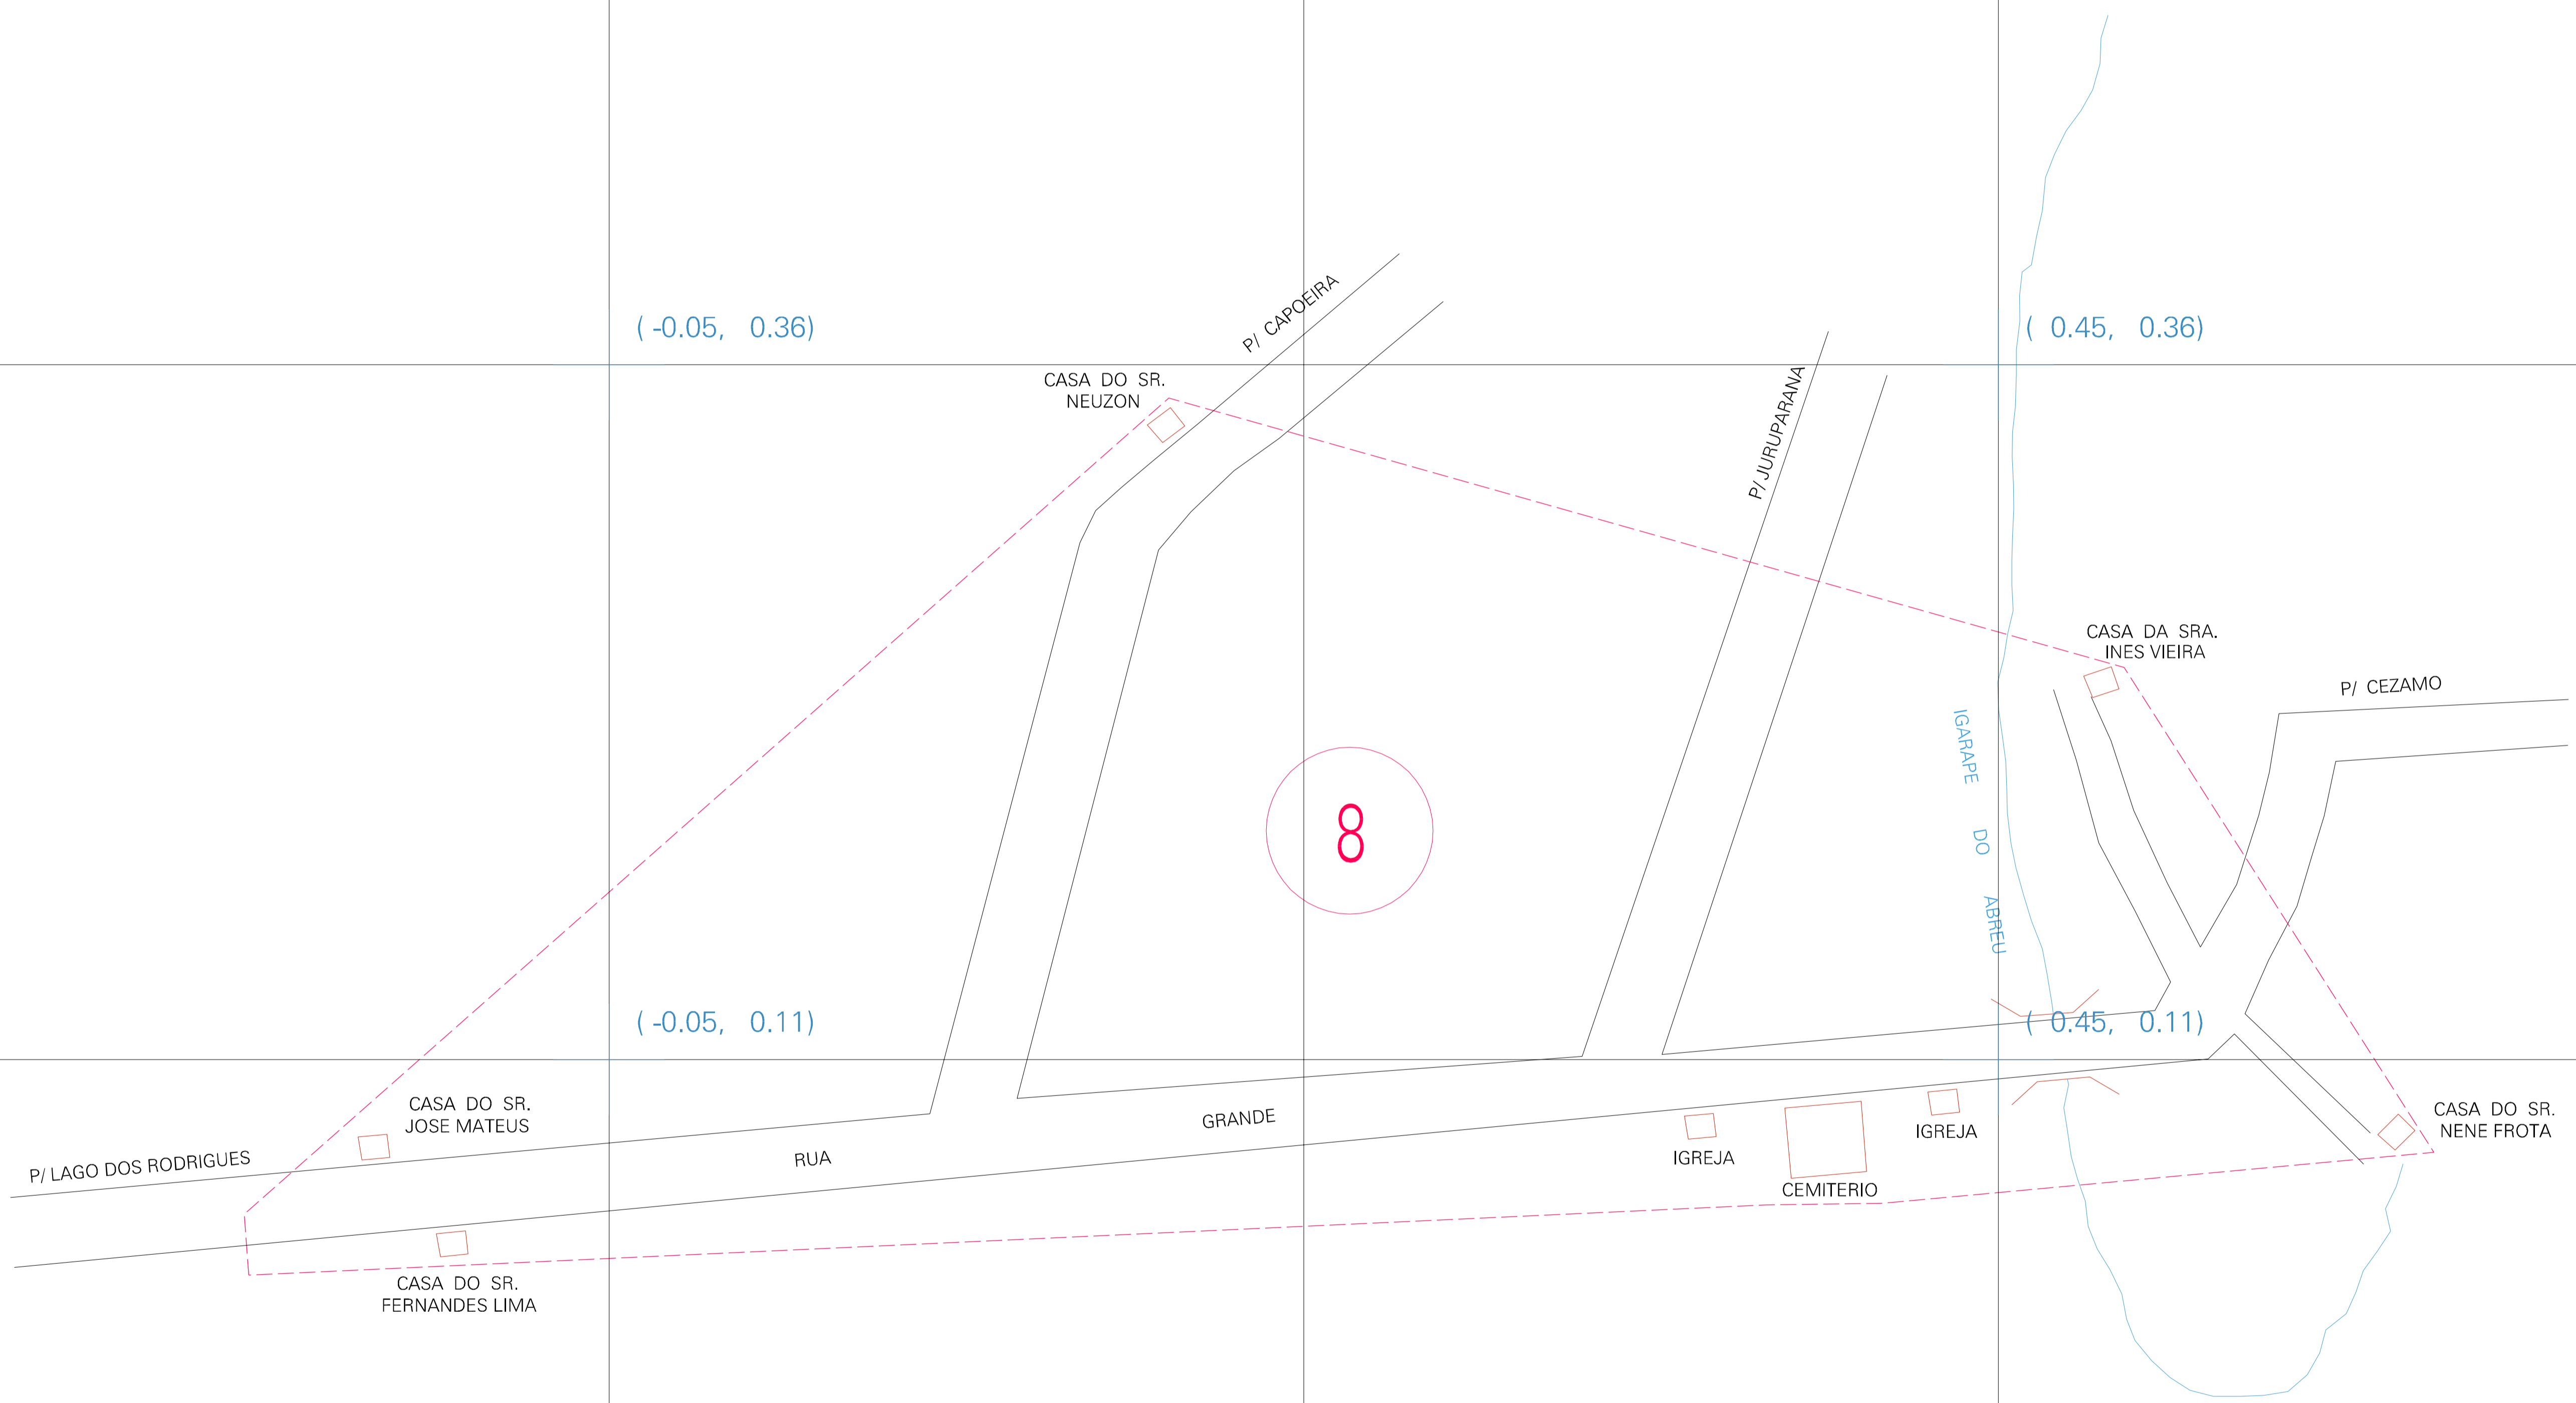 P/ CAPOEIRA
( -0.05, 0.36)
( 0.45, 0.36)
CASA DO SR.
NEUZON
P/ JURUPARANA
CASA DA SRA.
INES VIEIRA
P/ CEZAMO
IGARAPE DO ABREU
8
( -0.05, 0.11)
( 0.45, 0.11)
CASA DO SR.
JOSE MATEUS
P/ LAGO DOS RODRIGUES
RUA GRANDE
IGREJA
CEMITERIO
IGREJA
CASA DO SR.
NENE FROTA
CASA DO SR.
FERNANDES LIMA